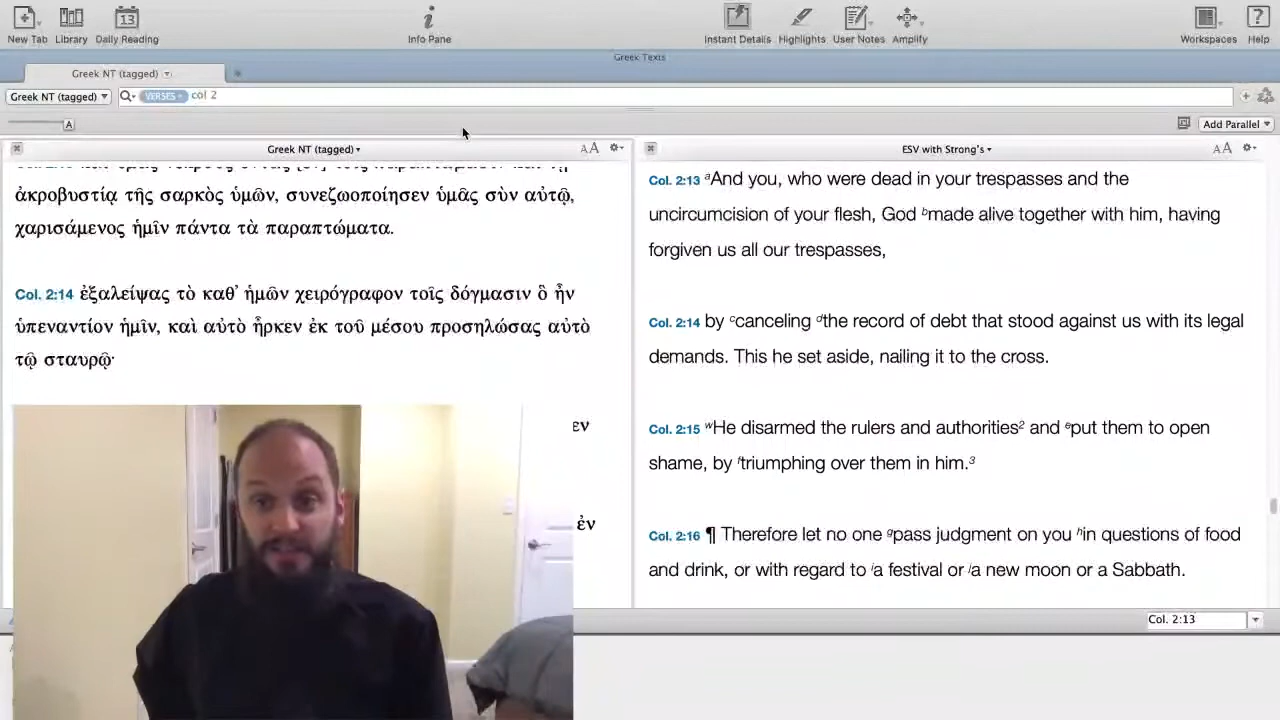 New Tab Library Daily Reading Info Pane Instant Details Highlights User Notes Amplify Workspaces Help
13
Greek Texts
Greek NT (tagged)
Greek NT (tagged) VERSES col 2
A Add Parallel
Greek NT (tagged) AA
ἀκροβυστίᾳ τῆς σαρκὸς ὑμῶν, συνεζωοποίησεν ὑμᾶς σὺν αὐτῷ,
χαρισάμενος ἡμῖν πάντα τὰ παραπτώματα.
Col. 2:14 ἐξαλείψας τὸ καθ᾽ ἡμῶν χειρόγραφον τοῖς δόγμασιν ὃ ἦν
ὑπεναντίον ἡμῖν, καὶ αὐτὸ ἦρκεν ἐκ τοῦ μέσου προσηλώσας αὐτὸ
τῷ σταυρῷ·
εν
ἐν
ESV with Strong's AA
Col. 2:13 aAnd you, who were dead in your trespasses and the
uncircumcision of your flesh, God bmade alive together with him, having
forgiven us all our trespasses,
Col. 2:14 by ccanceling dthe record of debt that stood against us with its legal
demands. This he set aside, nailing it to the cross.
Col. 2:15 wHe disarmed the rulers and authorities2 and eput them to open
shame, by ftriumphing over them in him.3
Col. 2:16 ¶ Therefore let no one gpass judgment on you hin questions of food
and drink, or with regard to ia festival or ja new moon or a Sabbath.
Col. 2:13